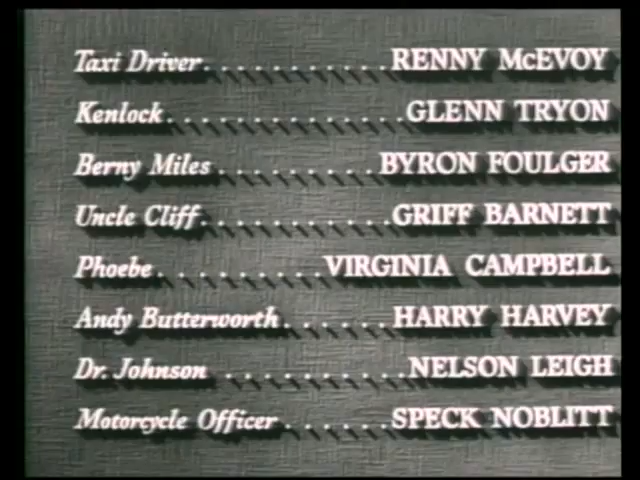 Taxi Driver. . . . . . . . . . . .RENNY McEVOY
Kenlock. . . . . . . . . . . . . . .GLENN TRYON
Berny Miles . . . . . . . . . .BYRON FOULGER
Uncle Cliff. . . . . . . . . . . .GRIFF BARNETT
Phoebe. . . . . . . . . .VIRGINIA CAMPBELL
Andy Butterworth. . . . . . .HARRY HARVEY
Dr. Johnson . . . . . . . . . . . .NELSON LEIGH
Motorcycle Officer. . . . . . .SPECK NOBLITT